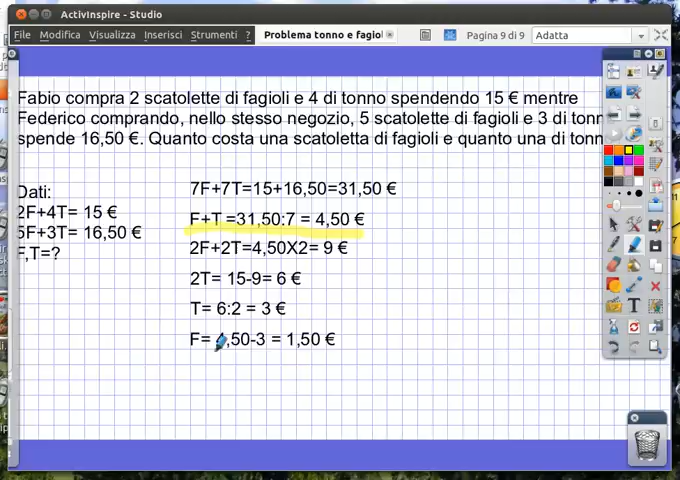 ActivInspire - Studio
File Modifica Visualizza Inserisci Strumenti ? Problema tonno e fagiol Pagina 9 di 9 Adatta
Fabio compra 2 scatolette di fagioli e 4 di tonno spendendo 15 € mentre
Federico comprando, nello stesso negozio, 5 scatolette di fagioli e 3 di tonn
spende 16,50 €. Quanto costa una scatoletta di fagioli e quanto una di tonn
Dati:
2F+4T= 15 €
5F+3T= 16,50 €
F,T=?
7F+7T=15+16,50=31,50 €
F+T =31,50:7 = 4,50 €
2F+2T=4,50X2= 9 €
2T= 15-9= 6 €
T= 6:2 = 3 €
F= 4,50-3 = 1,50 €